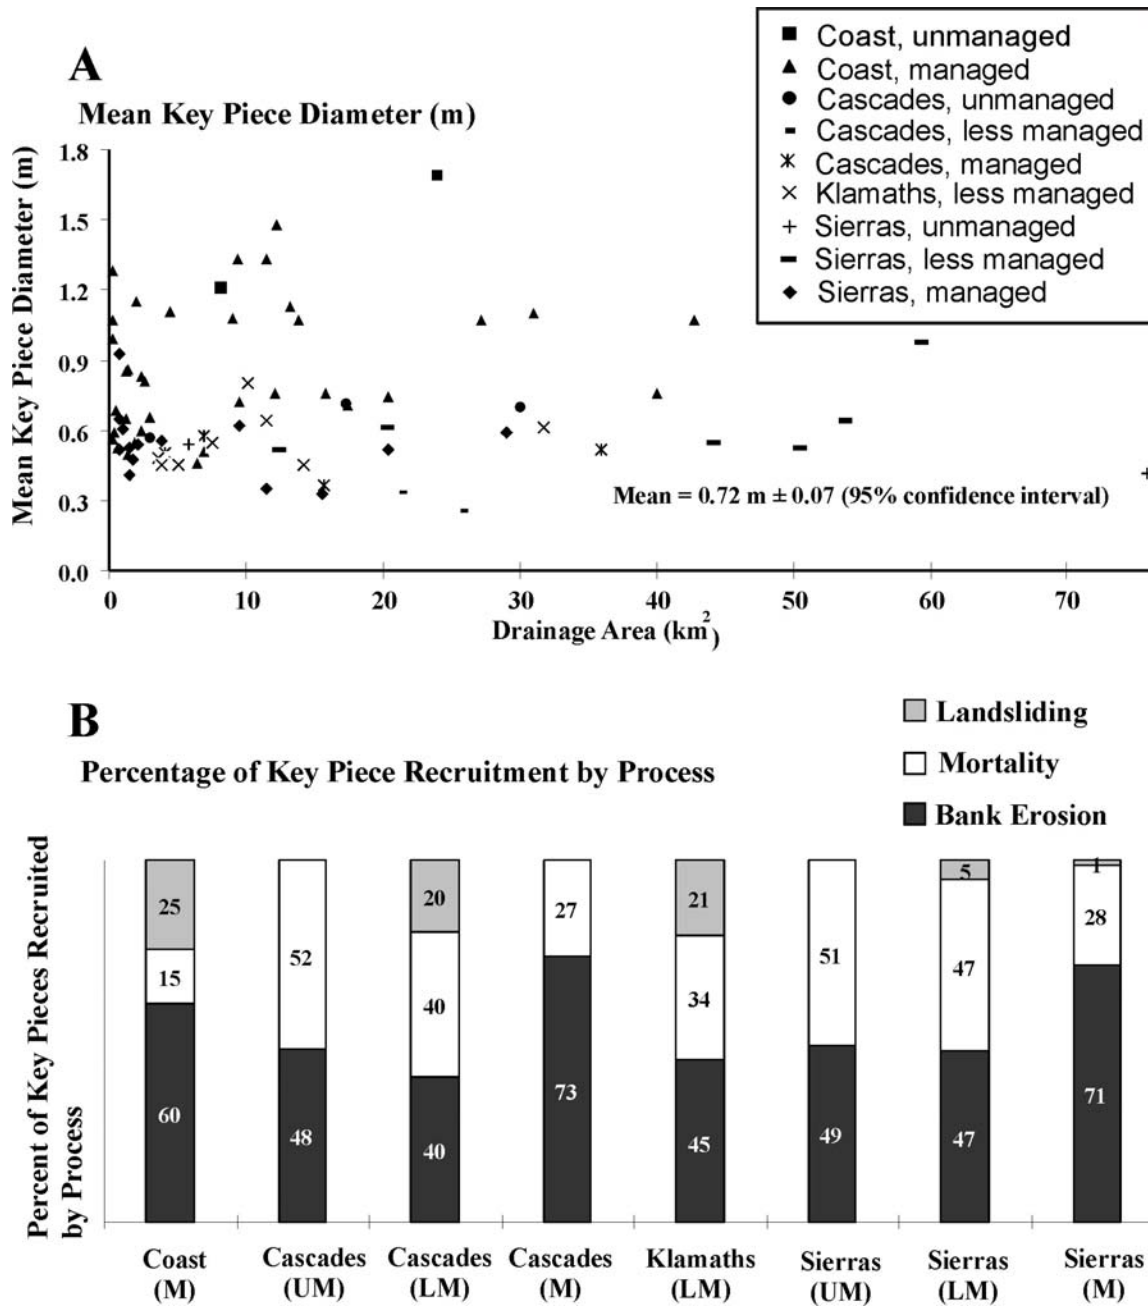 A
Mean Key Piece Diameter (m)
Coast, unmanaged
Coast, managed
Cascades, unmanaged
Cascades, less managed
Cascades, managed
Klamaths, less managed
Sierras, unmanaged
Sierras, less managed
Sierras, managed
Mean Key Piece Diameter (m)
1.8
1.5
1.2
0.9
0.6
0.3
0.0
Mean = 0.72 m ± 0.07 (95% confidence interval)
0 10 20 30 40 50 60 70
Drainage Area (km²)
B
Percentage of Key Piece Recruitment by Process
Landsliding
Mortality
Bank Erosion
Percent of Key Pieces Recruited
by Process
25 20 21 5 1
15 52 40 27 34 51 47 28
60 48 40 73 45 49 47 71
Coast Cascades Cascades Cascades Klamaths Sierras Sierras Sierras
(M) (UM) (LM) (M) (LM) (UM) (LM) (M)